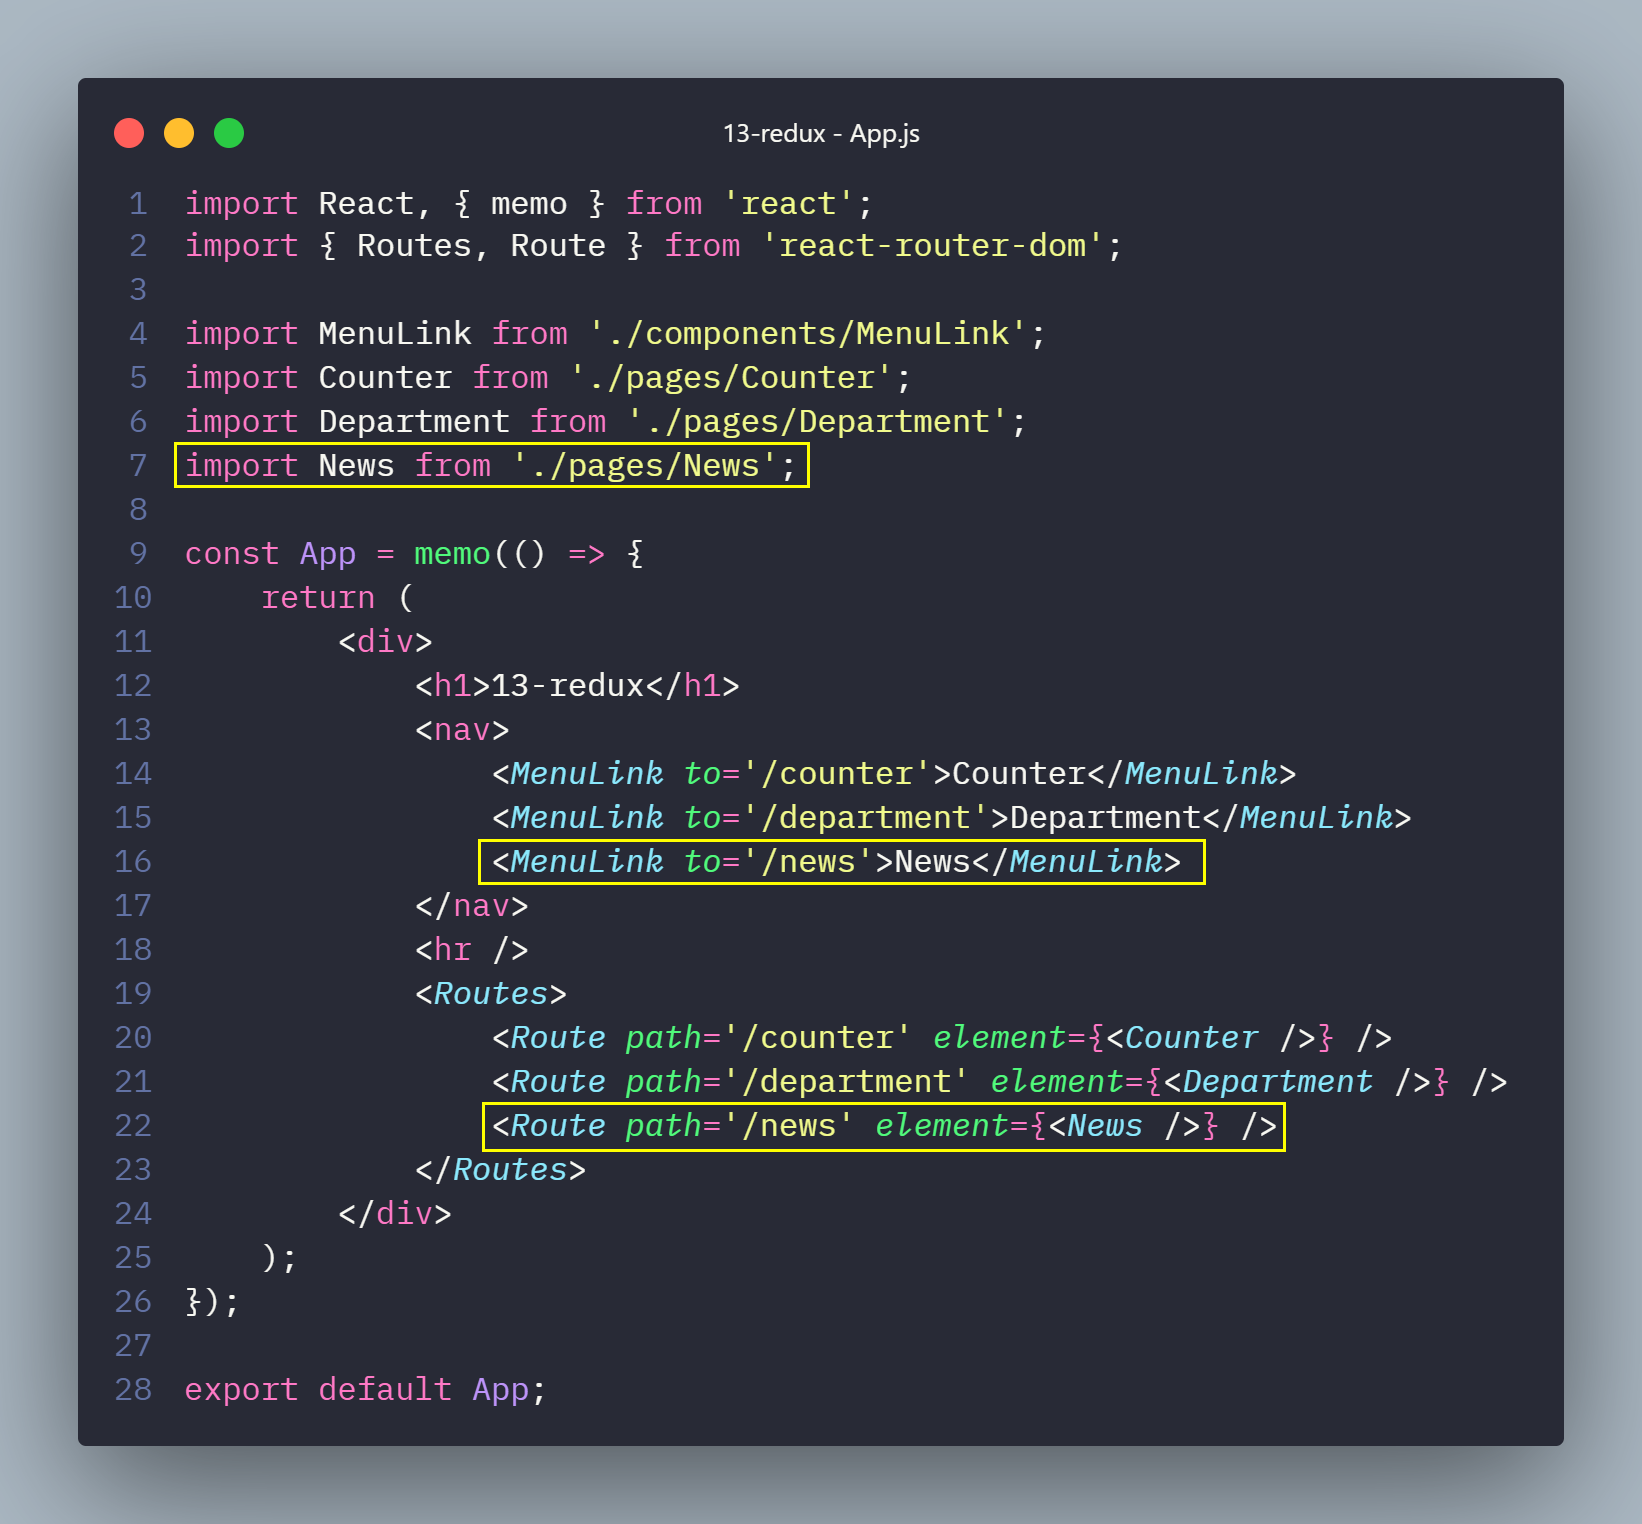 13-redux - App.js
1 import React, { memo } from 'react';
2 import { Routes, Route } from 'react-router-dom';
3
4 import MenuLink from './components/MenuLink';
5 import Counter from './pages/Counter';
6 import Department from './pages/Department';
7 import News from './pages/News';
8
9 const App = memo(() => {
10     return (
11         <div>
12             <h1>13-redux</h1>
13             <nav>
14                 <MenuLink to='/counter'>Counter</MenuLink>
15                 <MenuLink to='/department'>Department</MenuLink>
16                 <MenuLink to='/news'>News</MenuLink>
17             </nav>
18             <hr />
19             <Routes>
20                 <Route path='/counter' element={<Counter />} />
21                 <Route path='/department' element={<Department />} />
22                 <Route path='/news' element={<News />} />
23             </Routes>
24         </div>
25     );
26 });
27
28 export default App;